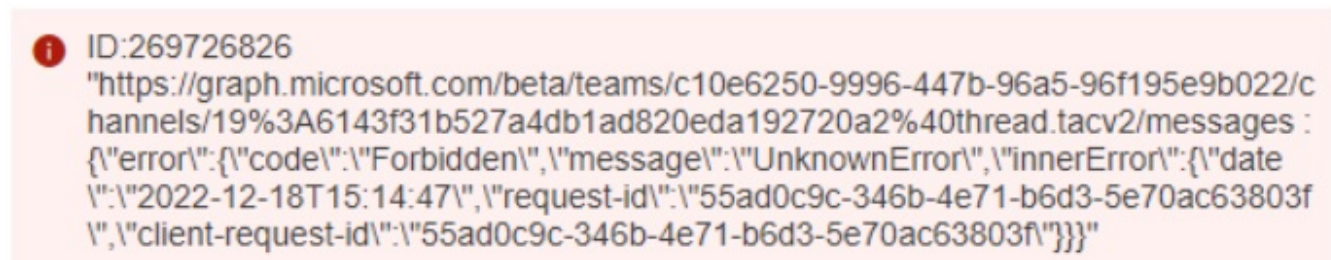 ID:269726826
"https://graph.microsoft.com/beta/teams/c10e6250-9996-447b-96a5-96f195e9b022/c
hannels/19%3A6143f31b527a4db1ad820eda192720a2%40thread.tacv2/messages :
{\"error\":{\"code\":\"Forbidden\",\"message\":\"UnknownError\",\"innerError\":{\"date
\":\"2022-12-18T15:14:47\",\"request-id\":\"55ad0c9c-346b-4e71-b6d3-5e70ac63803f
\",\"client-request-id\":\"55ad0c9c-346b-4e71-b6d3-5e70ac63803f\"}}}"